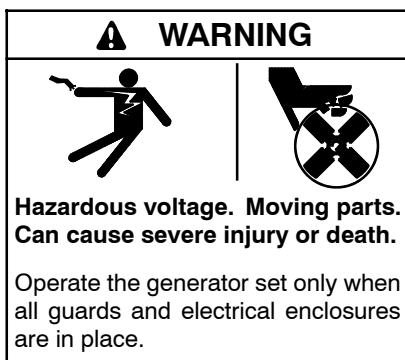 WARNING
Hazardous voltage. Moving parts.
Can cause severe injury or death.
Operate the generator set only when
all guards and electrical enclosures
are in place.